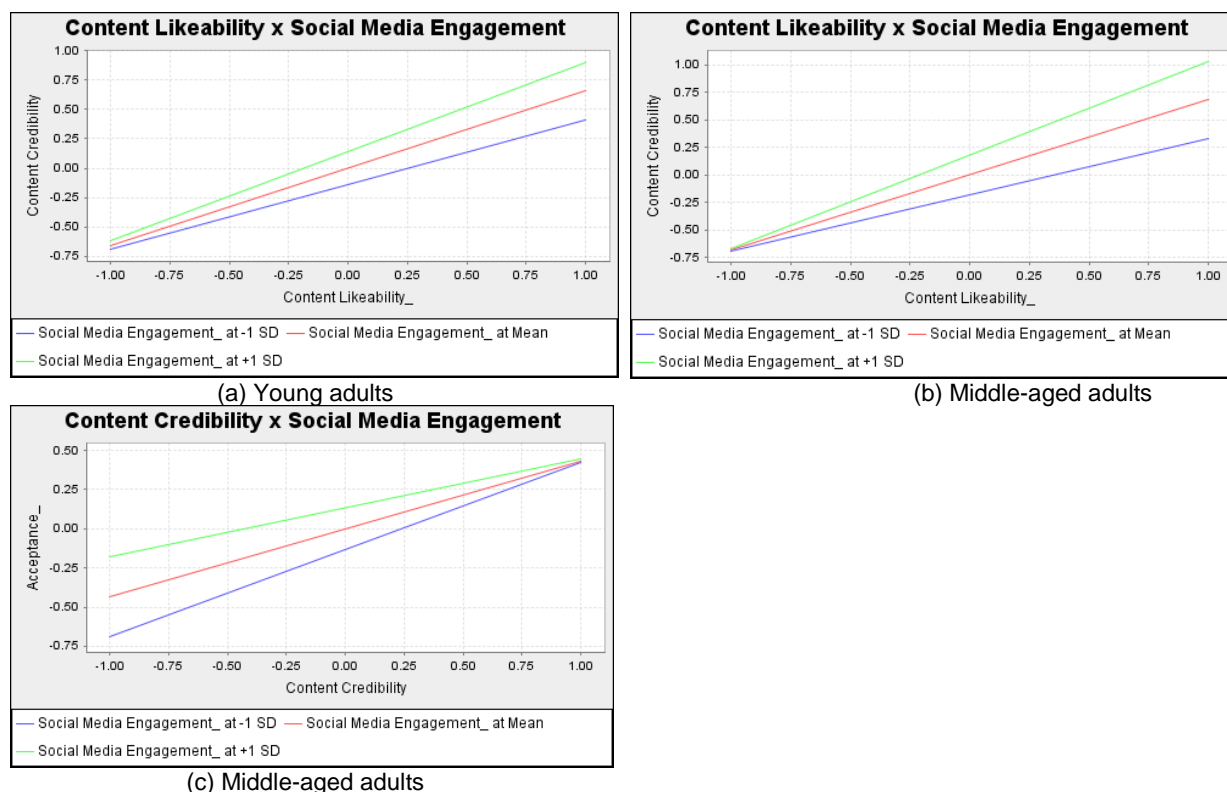 Content Likeability x Social Media Engagement
1.00
0.75
0.50
0.25
0.00
-0.25
-0.50
-0.75
Content Credibility
-1.00 -0.75 -0.50 -0.25 0.00 0.25 0.50 0.75 1.00
Content Likeability_
Social Media Engagement_ at -1 SD Social Media Engagement_ at Mean
Social Media Engagement_ at +1 SD
(a) Young adults
Content Likeability x Social Media Engagement
1.00
0.75
0.50
0.25
0.00
-0.25
-0.50
-0.75
Content Credibility
-1.00 -0.75 -0.50 -0.25 0.00 0.25 0.50 0.75 1.00
Content Likeability_
Social Media Engagement_ at -1 SD Social Media Engagement_ at Mean
Social Media Engagement_ at +1 SD
(b) Middle-aged adults
Content Credibility x Social Media Engagement
0.50
0.25
0.00
-0.25
-0.50
-0.75
Acceptance_
-1.00 -0.75 -0.50 -0.25 0.00 0.25 0.50 0.75 1.00
Content Credibility
Social Media Engagement_ at -1 SD Social Media Engagement_ at Mean
Social Media Engagement_ at +1 SD
(c) Middle-aged adults